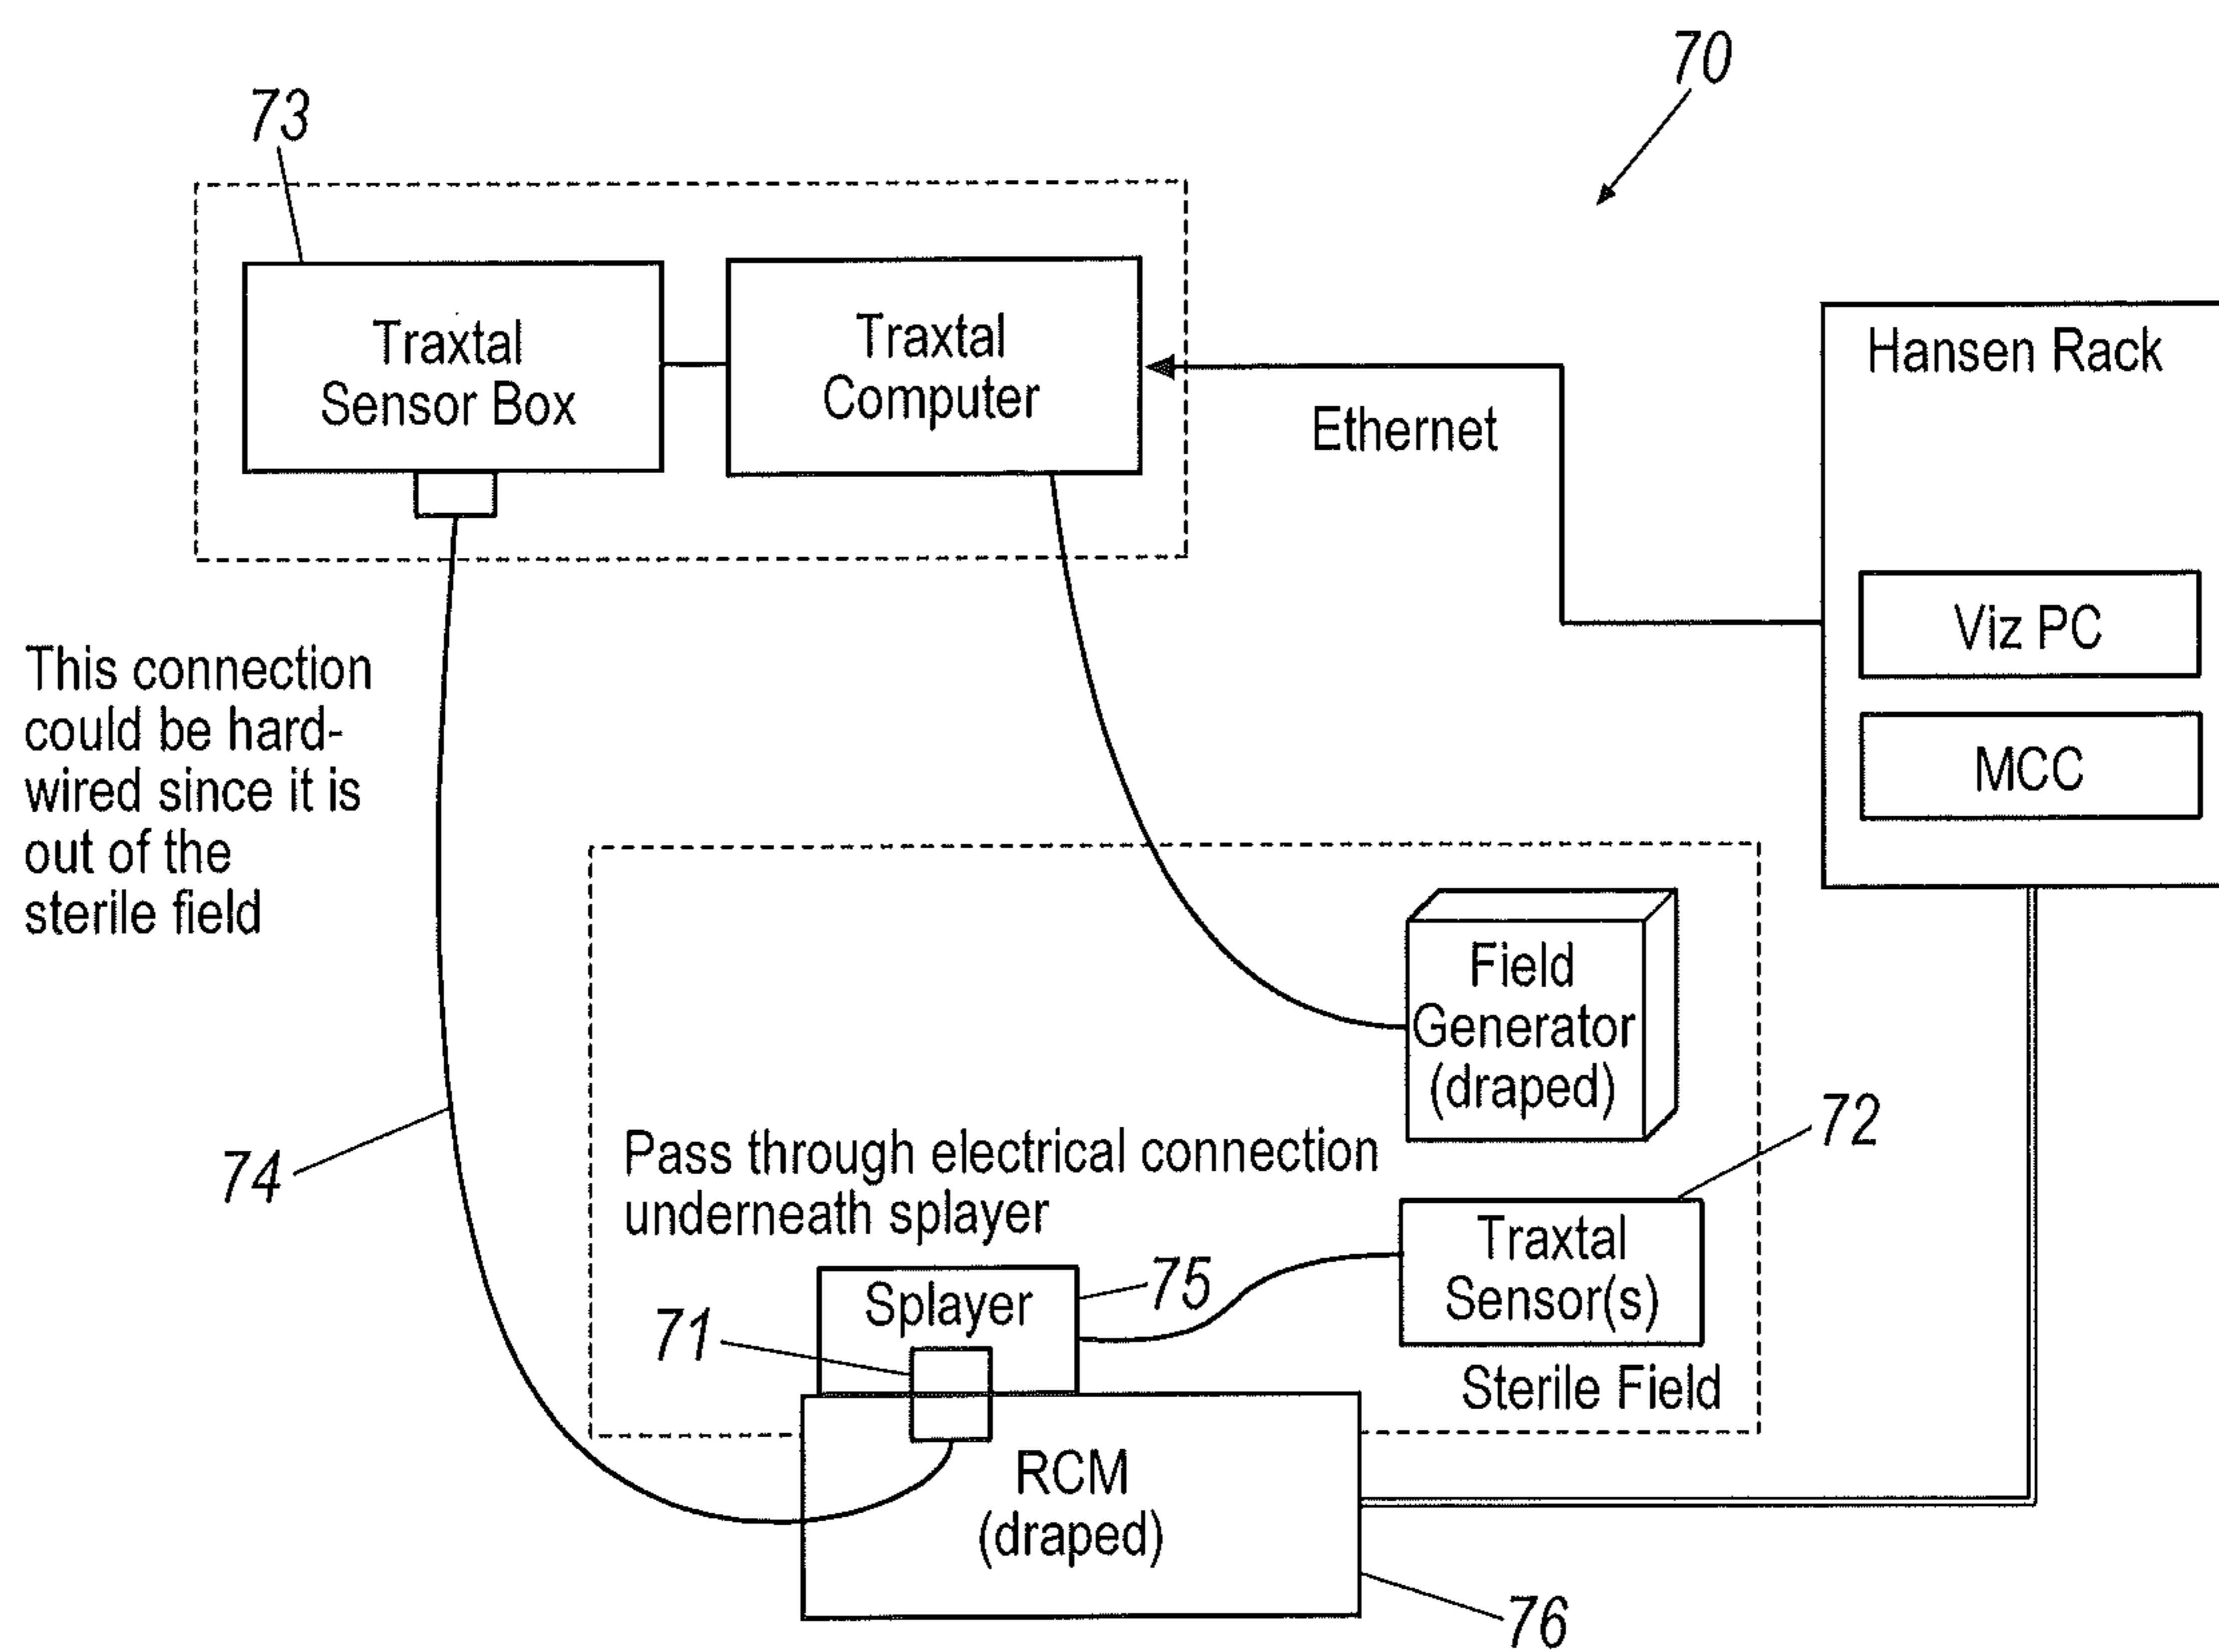 70
73
Traxtal
Sensor Box
Traxtal
Computer
Ethernet
Hansen Rack
Viz PC
MCC
This connection
could be hard-
wired since it is
out of the
sterile field
Field
Generator
(draped)
74
72
Pass through electrical connection
underneath splayer
Traxtal
Sensor(s)
75
Splayer
71
Sterile Field
RCM
(draped)
76